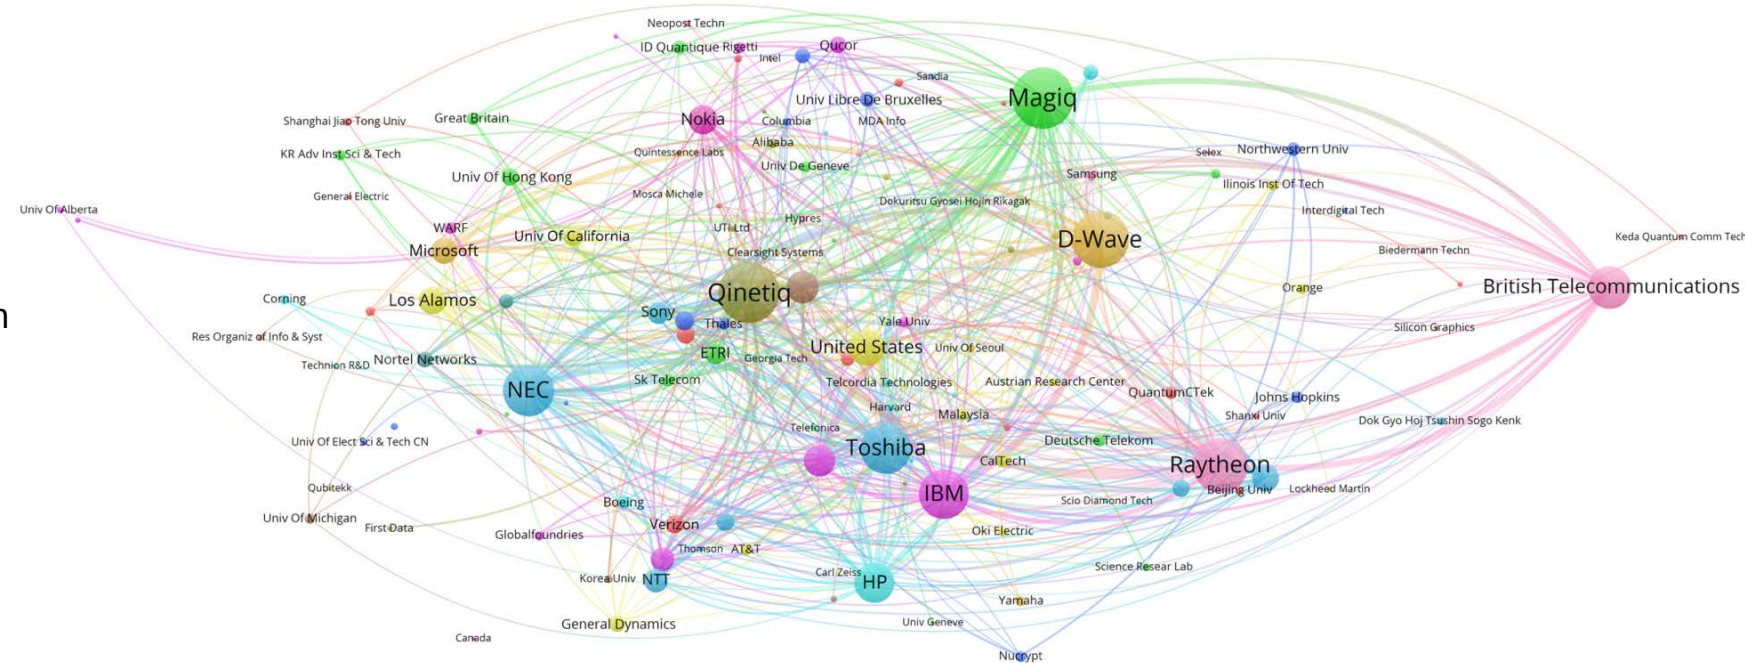 Neopost Techn
ID Quantique Rigetti
Qucor
Intel
Sandia
Magiq
Univ Libre De Bruxelles
Shanghai Jiao Tong Univ
Great Britain
Nokia
Columbia
MDA Info
Alibaba
KR Adv Inst Sci & Tech
Quintessence Labs
Univ De Geneve
Selex
Northwestern Univ
Univ Of Hong Kong
Samsung
Ilinois Inst Of Tech
General Electric
Mosca Michele
Dokuritsu Gyosei Hojin Rikagak
Univ Of Alberta
Interdigital Tech
Hypres
WARF
UTI Ltd
Univ Of California
D-Wave
Keda Quantum Comm Tech
Microsoft
Clearsight Systems
Biedermann Techn
Qinetiq
British Telecommunications
Orange
Corning
Los Alamos
n
Sony
Thales
Yale Univ
Silicon Graphics
Res Organiz of Info & Syst
ETRI
United States
Univ Of Seoul
Nortel Networks
Georgia Tech
Technion R&D
Sk Telecom
Telcordia Technologies
Austrian Research Center
NEC
QuantumCTek
Johns Hopkins
Harvard
Malaysia
Shanxi Univ
Dok Gyo Hoj Tsushin Sogo Kenk
Telefonica
Univ Of Elect Sci & Tech CN
Toshiba
Deutsche Telekom
CalTech
Raytheon
Qubitekk
IBM
Beijing Univ
Lockheed Martin
Boeing
Scio Diamond Tech
Univ Of Michigan
First Data
Verizon
Globalfoundries
Oki Electric
Thomson
AT&T
Science Resear Lab
Korea Univ
NTT
Carl Zeiss
HP
Yamaha
General Dynamics
Univ Geneve
Canada
Nucrypt